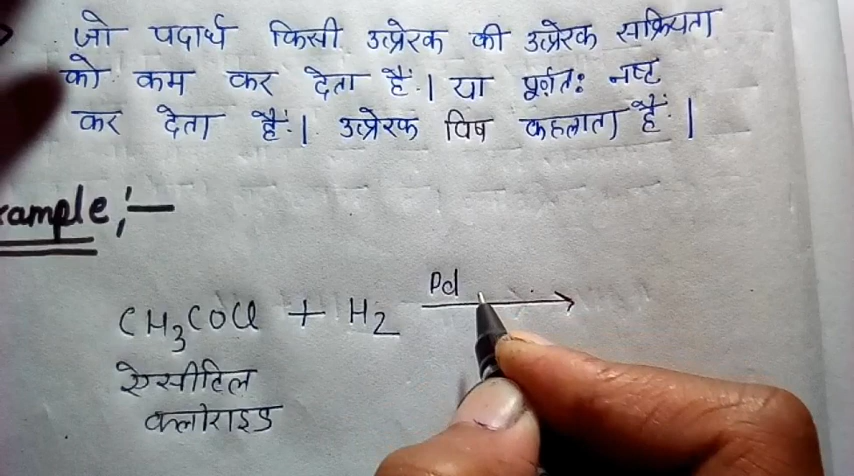 जो पदार्थ किसी उत्प्रेरक की उत्प्रेरक सक्रियता
को कम कर देता है। या पूर्णत: नष्ट
कर देता है। उत्प्रेरक विष कहलाता है।
xample;—
Pd
CH3COCl + H2 →
ऐसीटिल
क्लोराइड